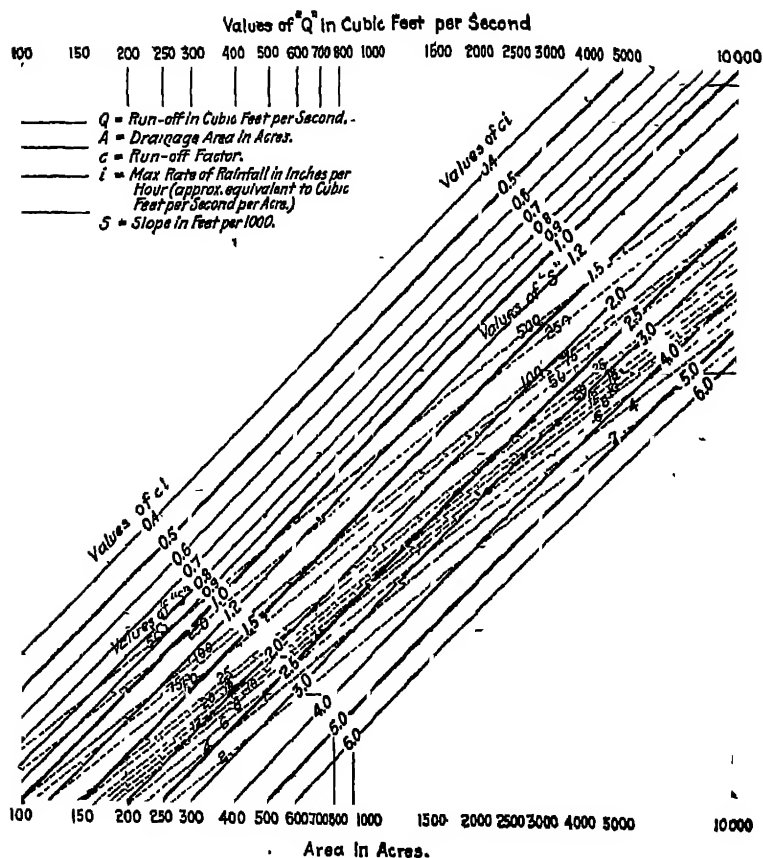 Values of "Q" in Cubic Feet per Second
100 150 200 250 300 400 500 600 700 800 1000 1500 2000 2500 3000 4000 5000 10000
Q = Run-off in Cubic Feet per Second.
A = Drainage Area in Acres.
c = Run-off Factor.
i = Max Rate of Rainfall in Inches per
Hour (approx. equivalent to Cubic
Feet per Second per Acre.)
S = Slope in Feet per 1000.
Values of ci
0.4
0.5
0.6
0.7
0.8
0.9
1.0
1.2
1.5
2.0
2.5
3.0
4.0
5.0
6.0
Values of "S"
500
100
4
2
Values of ci
0.4
0.5
0.6
0.7
0.8
0.9
1.0
1.2
1.5
2.0
2.5
3.0
4.0
5.0
6.0
Values of "S"
500
100 150 200 250 300 400 500 600 700 800 1000 1500 2000 2500 3000 4000 5000 10000
Area in Acres.